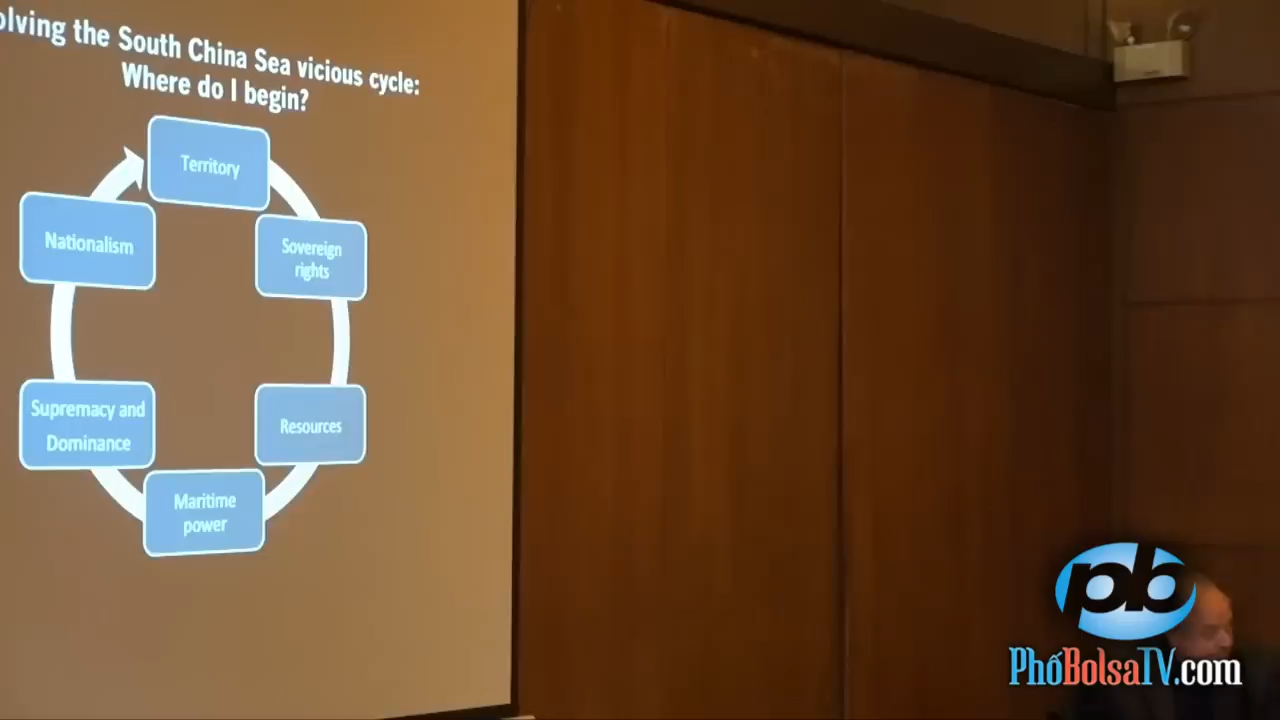 olving the South China Sea vicious cycle:
Where do I begin?
Territory
Sovereign
rights
Resources
Maritime
power
Supremacy and
Dominance
Nationalism
pb
PhốBolsaTV.com